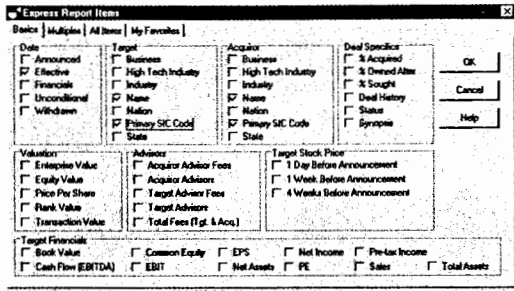 Express Report Items
Basics Multiples All Items My Favorites
Date
Announced
Effective
Financials
Unconditional
Withdrawn
Target
Business
High Tech Industry
Industry
Name
Nation
Primary SIC Code
State
Acquiror
Business
High Tech Industry
Industry
Name
Nation
Primary SIC Code
State
Deal Specifics
% Acquired
% Owned After
% Sought
Deal History
Status
Synopsis
OK
Cancel
Help
Valuation
Enterprise Value
Equity Value
Price Per Share
Rank Value
Transaction Value
Advisors
Acquiror Advisor Fees
Acquiror Advisors
Target Advisor Fees
Target Advisors
Total Fees (Tgt. & Acq.)
Target Stock Price
1 Day Before Announcement
1 Week Before Announcement
4 Weeks Before Announcement
Target Financials
Book Value Common Equity EPS Net Income Pre-tax Income
Cash Flow (EBITDA) EBIT Net Assets PE Sales Total Assets